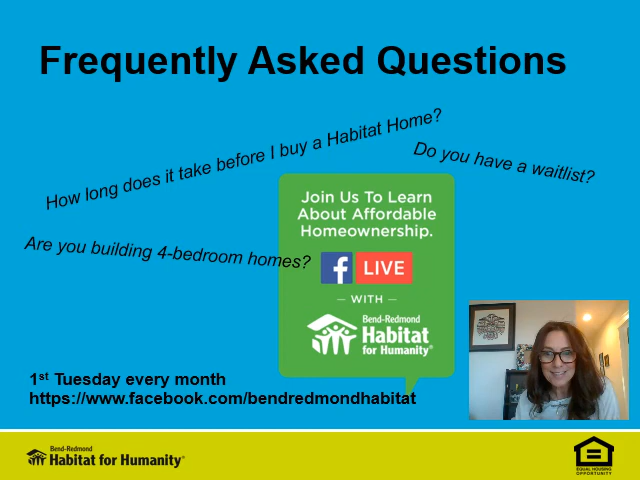 Frequently Asked Questions
How long does it take before I buy a Habitat Home?
Do you have a waitlist?
Are you building 4-bedroom homes?
Join Us To Learn
About Affordable
Homeownership.
f LIVE
— WITH —
Bend-Redmond
Habitat
for Humanity®
1st Tuesday every month
https://www.facebook.com/bendredmondhabitat
Bend-Redmond
Habitat for Humanity®
EQUAL HOUSING
OPPORTUNITY